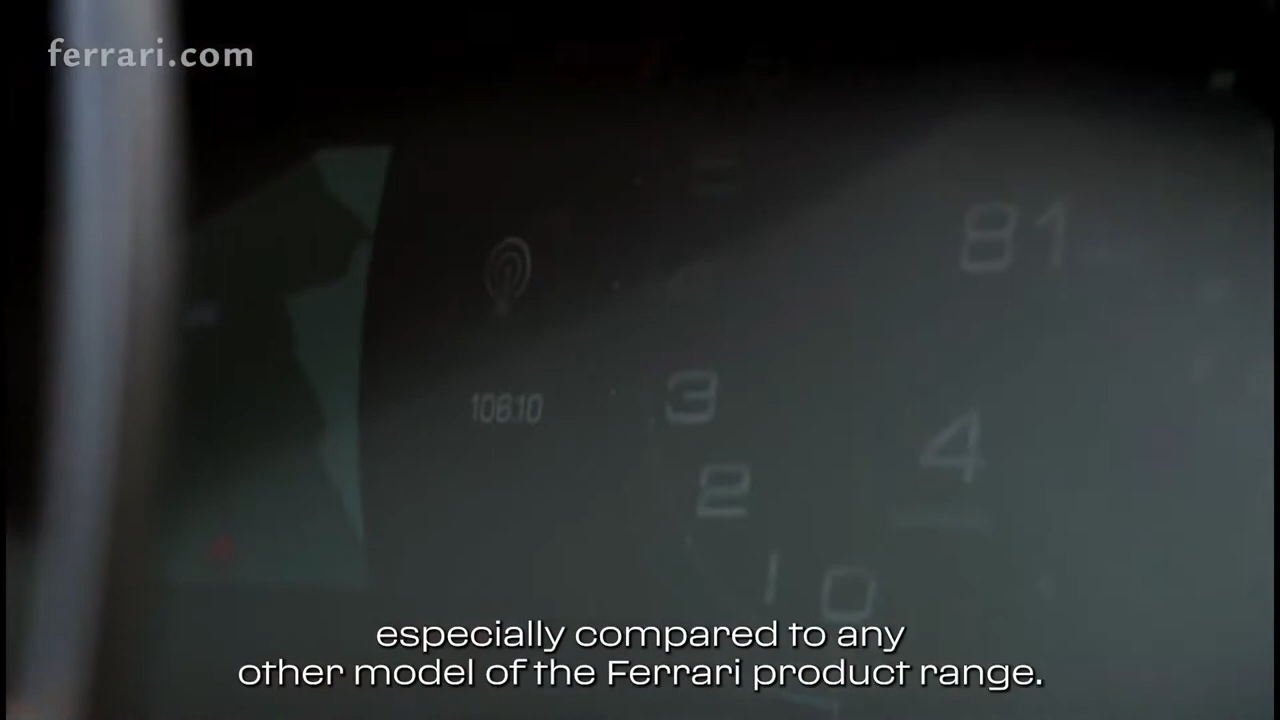 ferrari.com
81
3
10610
4
2
1
0
especially compared to any
other model of the Ferrari product range.